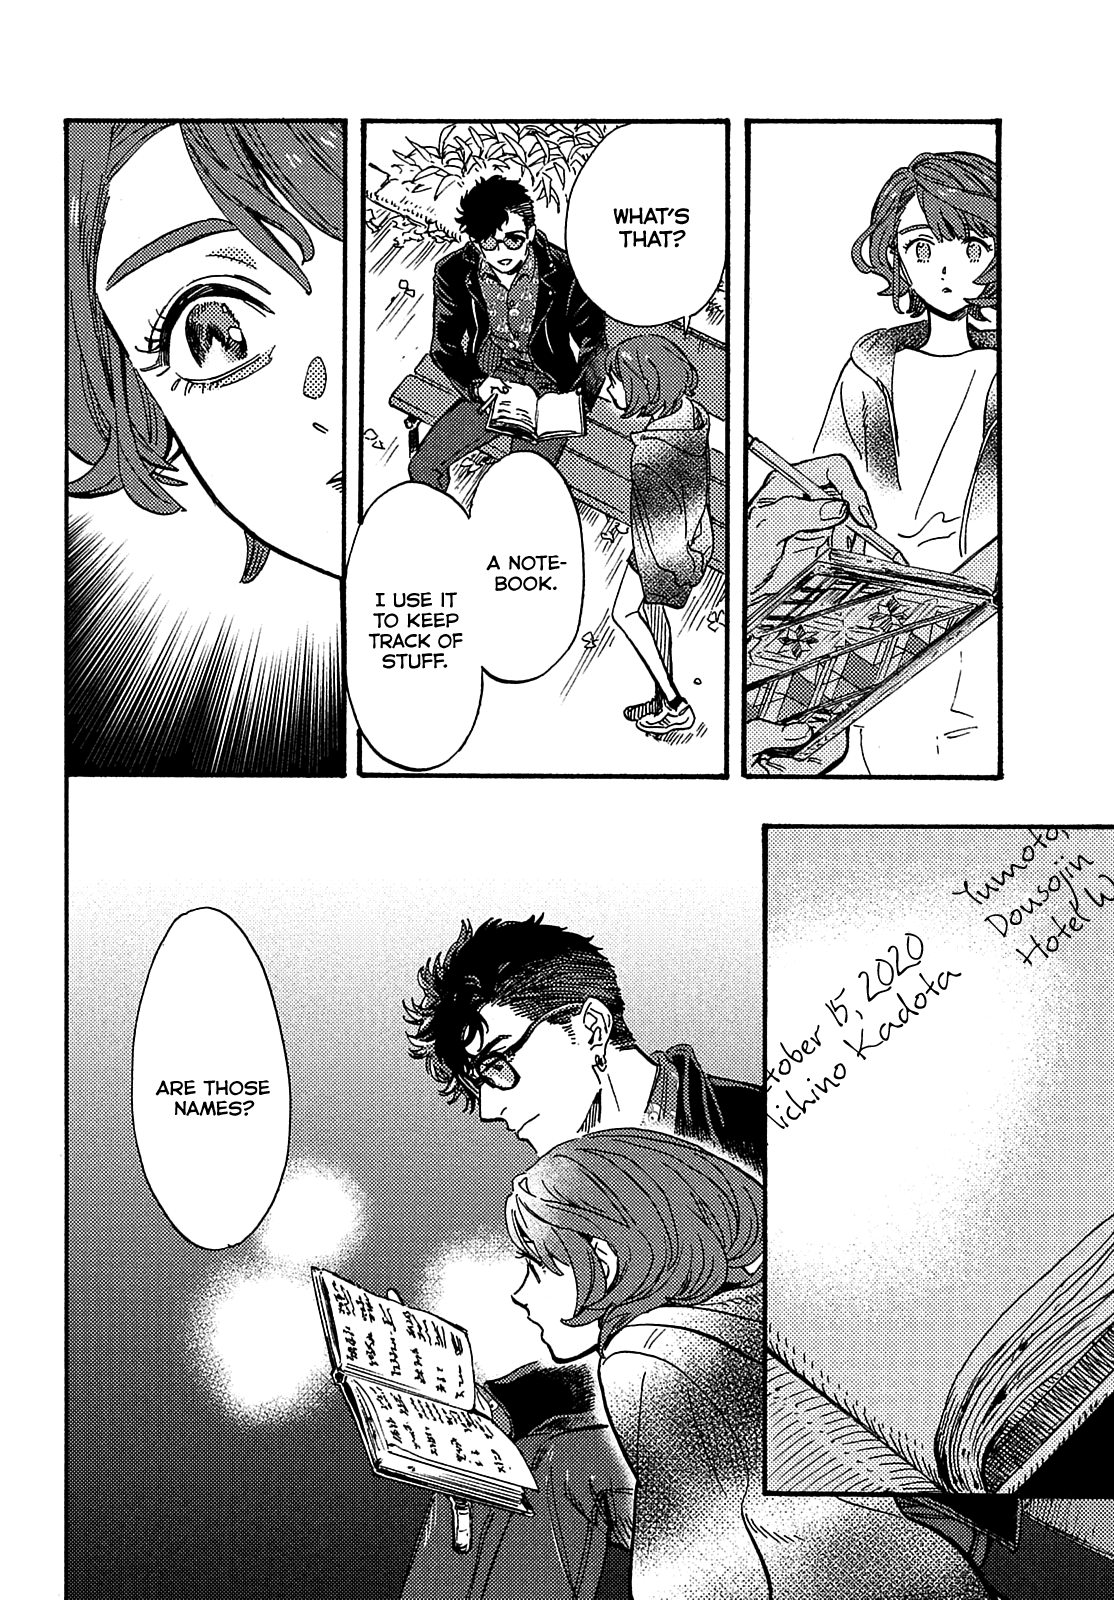 WHAT'S
THAT?
A NOTE-
BOOK.
I USE IT
TO KEEP
TRACK OF
STUFF.
Yumoto,
Dousojin
Hotel W
tober 15, 2020
iichino Kadota
ARE THOSE
NAMES?